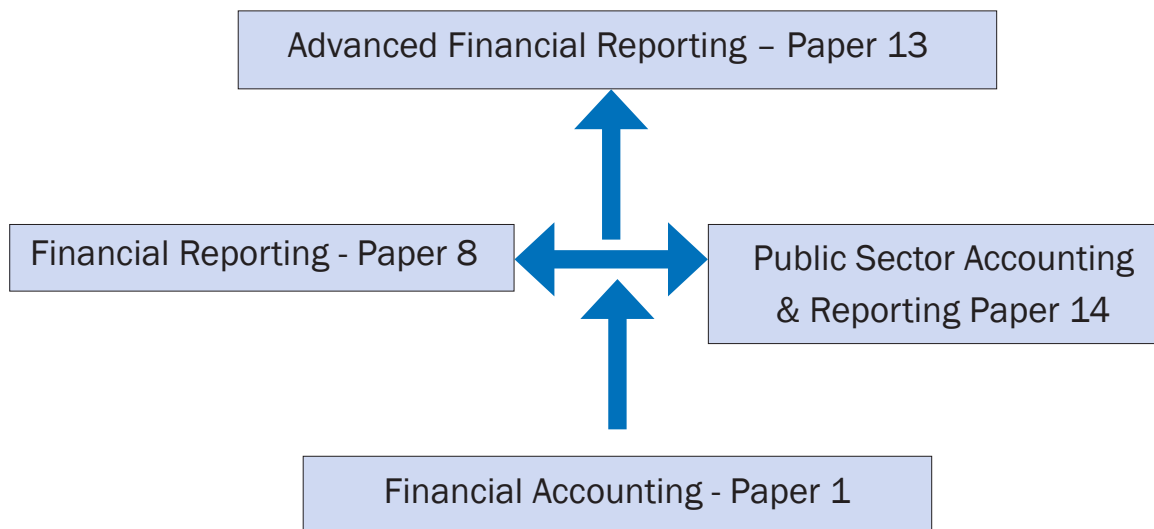 Advanced Financial Reporting – Paper 13
Financial Reporting - Paper 8
Public Sector Accounting
& Reporting Paper 14
Financial Accounting - Paper 1